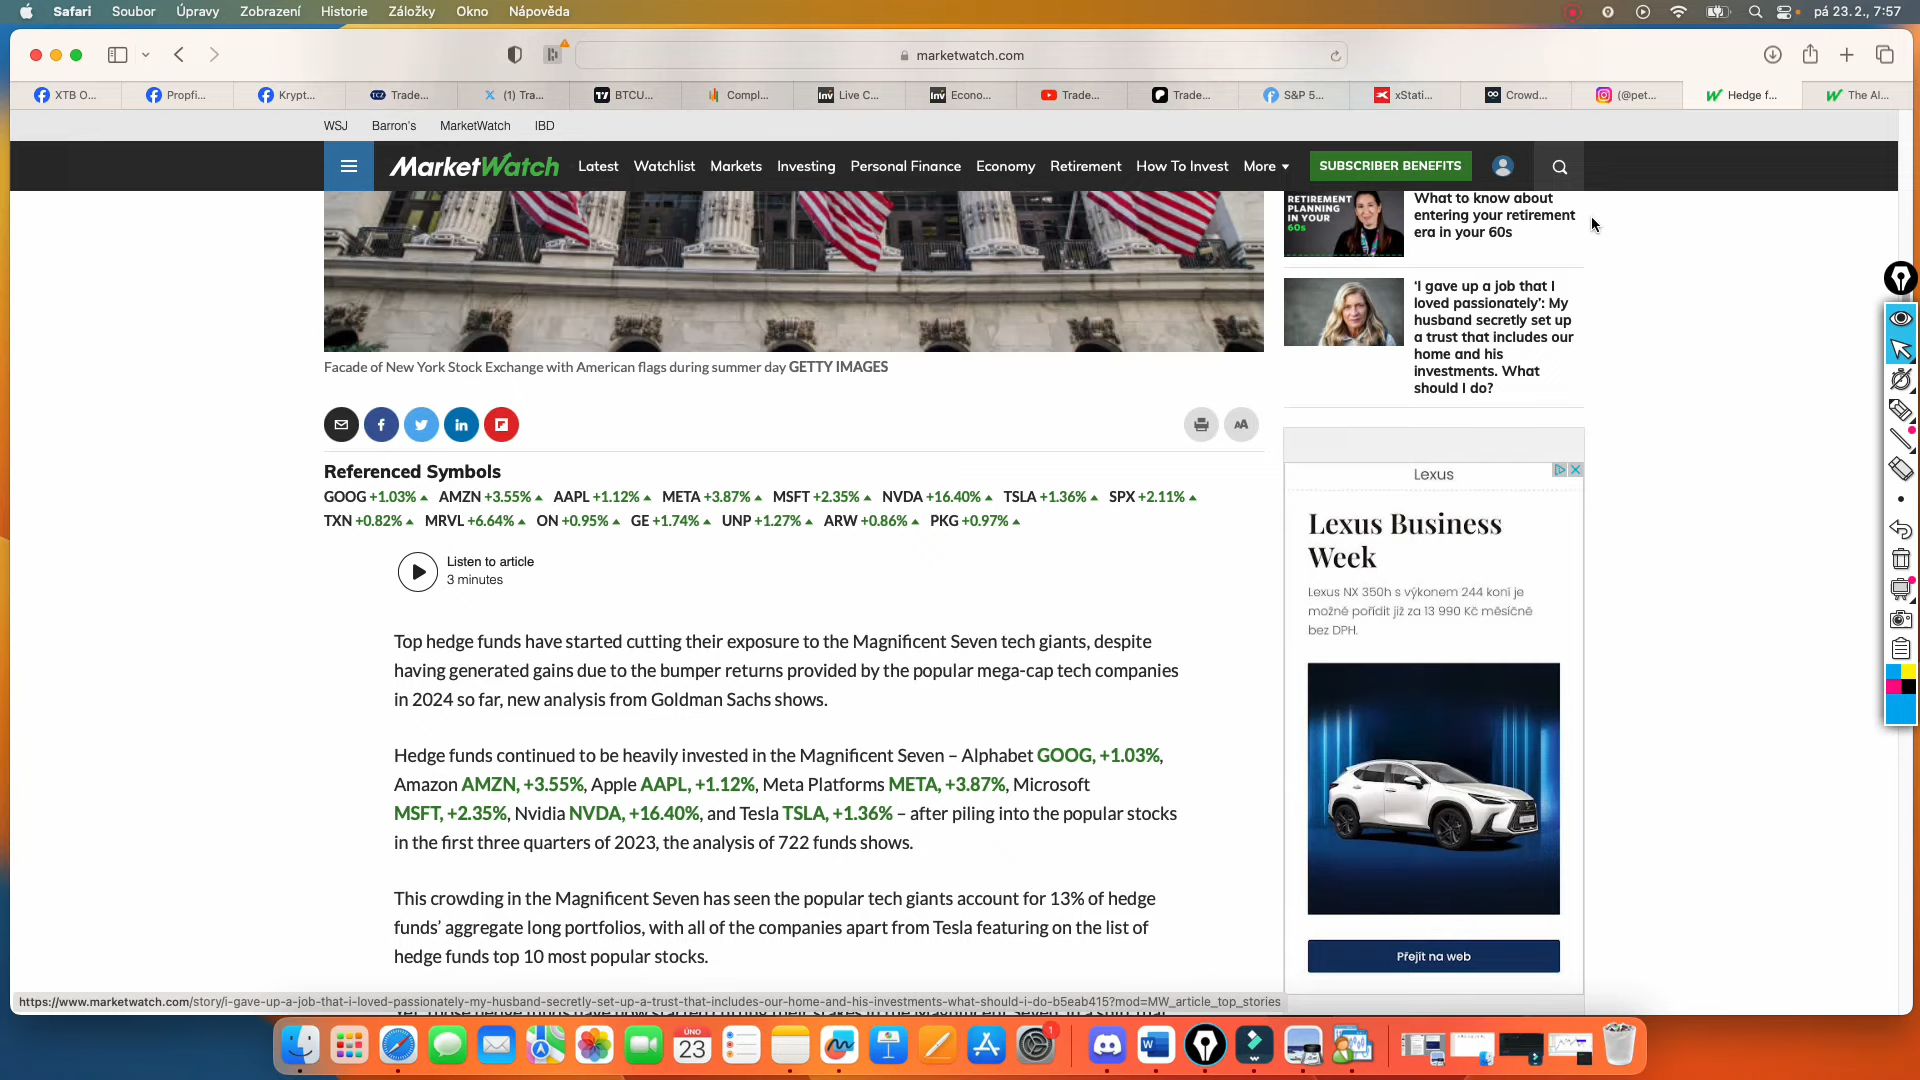 Safari Soubor Úpravy Zobrazení Historie Záložky Okno Nápověda pá 23.2., 7:57
marketwatch.com
XTB O... Propfi... Krypt... Trade... (1) Tra... BTCU... Compl... Live C... Econo... Trade... Trade... S&P 5... xStati... Crowd... (@pet... Hedge f... The AI...
WSJ Barron's MarketWatch IBD
MarketWatch Latest Watchlist Markets Investing Personal Finance Economy Retirement How To Invest More SUBSCRIBER BENEFITS
RETIREMENT
PLANNING
IN YOUR
60s
What to know about
entering your retirement
era in your 60s
‘I gave up a job that I
loved passionately’: My
husband secretly set up
a trust that includes our
home and his
investments. What
should I do?
Facade of New York Stock Exchange with American flags during summer day GETTY IMAGES
AA
Referenced Symbols
GOOG +1.03% AMZN +3.55% AAPL +1.12% META +3.87% MSFT +2.35% NVDA +16.40% TSLA +1.36% SPX +2.11%
TXN +0.82% MRVL +6.64% ON +0.95% GE +1.74% UNP +1.27% ARW +0.86% PKG +0.97%
Listen to article
3 minutes
Top hedge funds have started cutting their exposure to the Magnificent Seven tech giants, despite
having generated gains due to the bumper returns provided by the popular mega-cap tech companies
in 2024 so far, new analysis from Goldman Sachs shows.
Hedge funds continued to be heavily invested in the Magnificent Seven – Alphabet GOOG, +1.03%,
Amazon AMZN, +3.55%, Apple AAPL, +1.12%, Meta Platforms META, +3.87%, Microsoft
MSFT, +2.35%, Nvidia NVDA, +16.40%, and Tesla TSLA, +1.36% – after piling into the popular stocks
in the first three quarters of 2023, the analysis of 722 funds shows.
This crowding in the Magnificent Seven has seen the popular tech giants account for 13% of hedge
funds’ aggregate long portfolios, with all of the companies apart from Tesla featuring on the list of
hedge funds top 10 most popular stocks.
Lexus
Lexus Business
Week
Lexus NX 350h s výkonem 244 koní je
možné pořídit již za 13 990 Kč měsíčně
bez DPH.
Přejít na web
https://www.marketwatch.com/story/i-gave-up-a-job-that-i-loved-passionately-my-husband-secretly-set-up-a-trust-that-includes-our-home-and-his-investments-what-should-i-do-b5eab415?mod=MW_article_top_stories
ÚNO
23
1